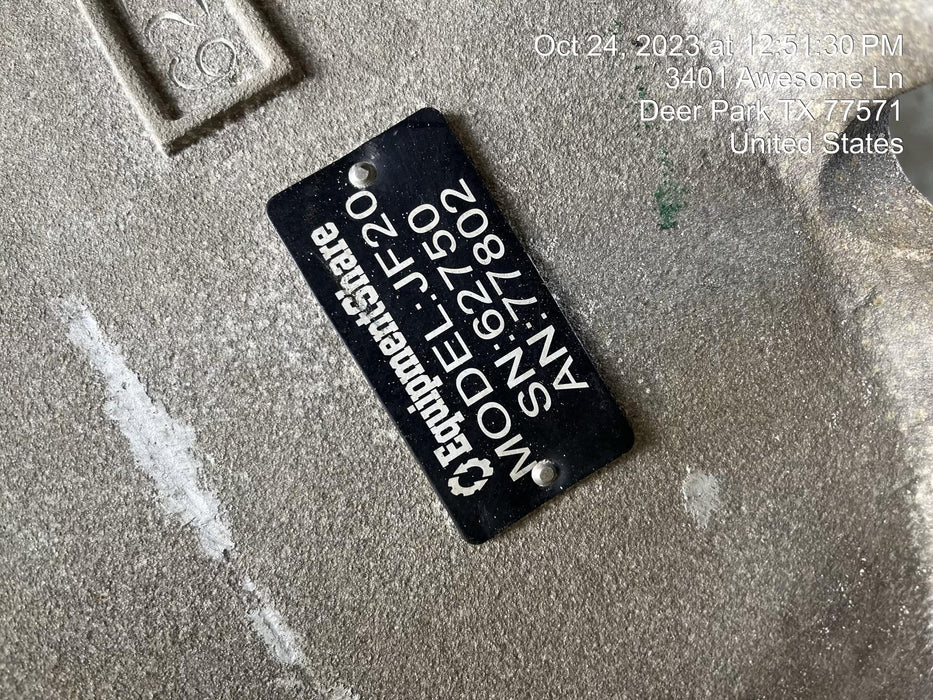 Oct 24, 2023 at 12:51:30 PM
3401 Awesome Ln
Deer Park TX 77571
United States
EquipmentShare
MODEL:JF20
SN:62750
AN:77802